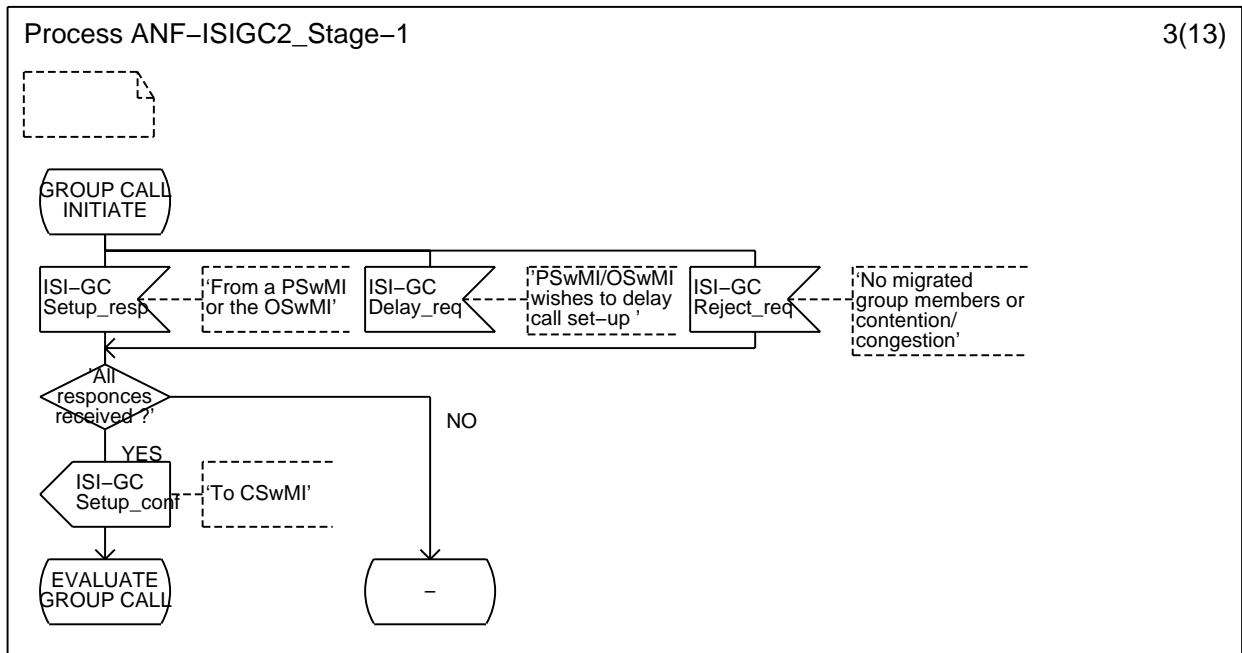 Process ANF–ISIGC2_Stage–1
3(13)
GROUP CALL
INITIATE
ISI–GC
Setup_resp
‘From a PSwMI
or the OSwMI’
ISI–GC
Delay_req
’PSwMI/OSwMI
wishes to delay
call set–up ’
ISI–GC
Reject_req
‘No migrated
group members or
contention/
congestion’
’All
responces
received ?’
NO
YES
ISI–GC
Setup_conf
‘To CSwMI’
EVALUATE
GROUP CALL
–